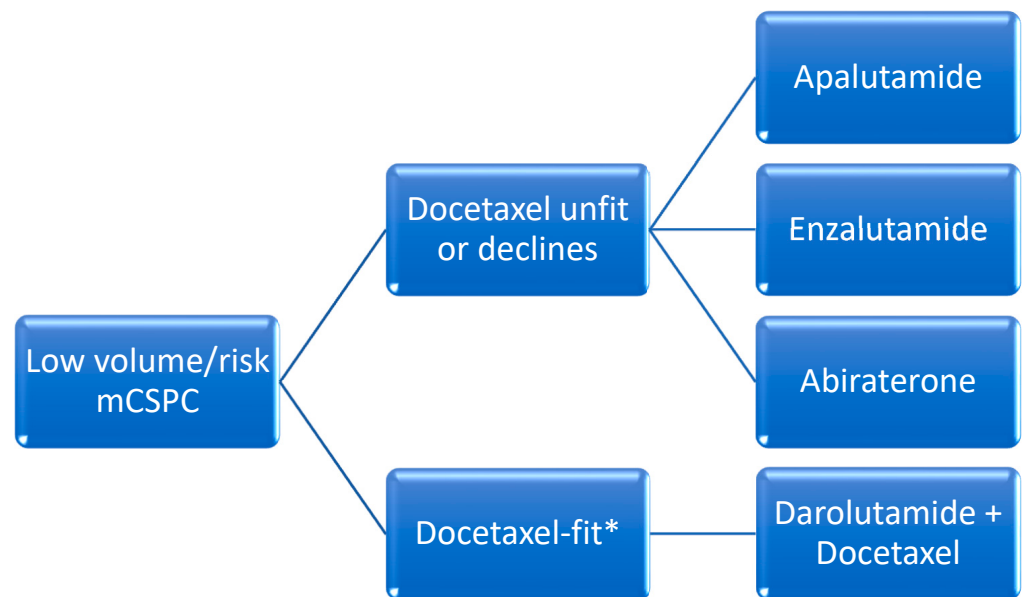 Low volume/risk
mCSPC
Docetaxel unfit
or declines
Apalutamide
Enzalutamide
Abiraterone
Docetaxel-fit*
Darolutamide +
Docetaxel